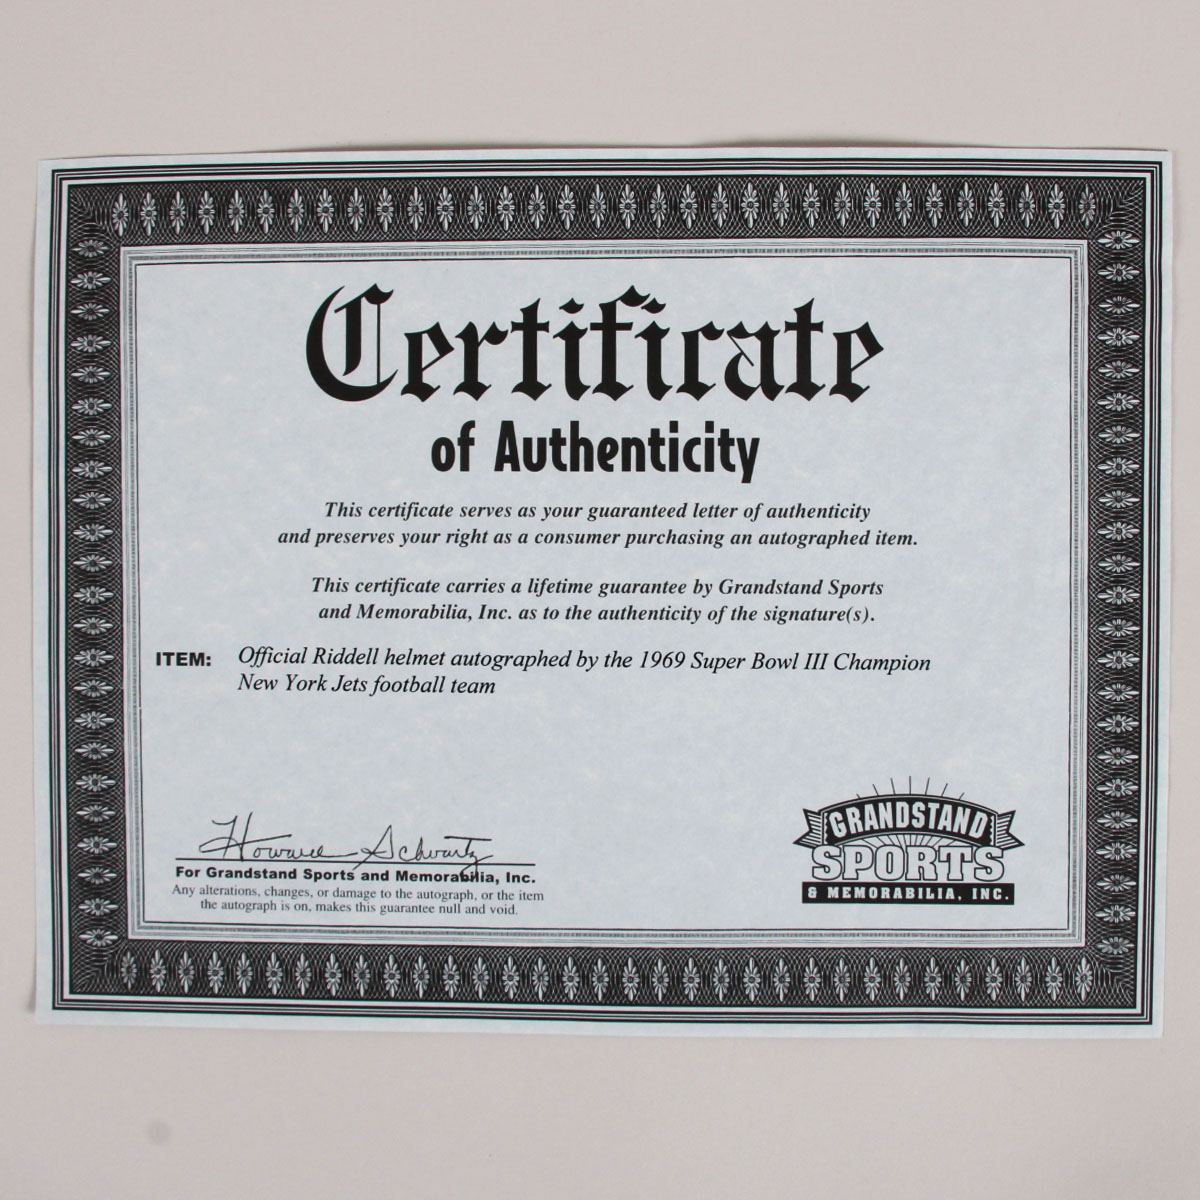 Certificate
of Authenticity
This certificate serves as your guaranteed letter of authenticity
and preserves your right as a consumer purchasing an autographed item.
This certificate carries a lifetime guarantee by Grandstand Sports
and Memorabilia, Inc. as to the authenticity of the signature(s).
ITEM: Official Riddell helmet autographed by the 1969 Super Bowl III Champion
New York Jets football team
Howard Schwartz
For Grandstand Sports and Memorabilia, Inc.
Any alterations, changes, or damage to the autograph, or the item
the autograph is on, makes this guarantee null and void.
GRANDSTAND
SPORTS
& MEMORABILIA, INC.